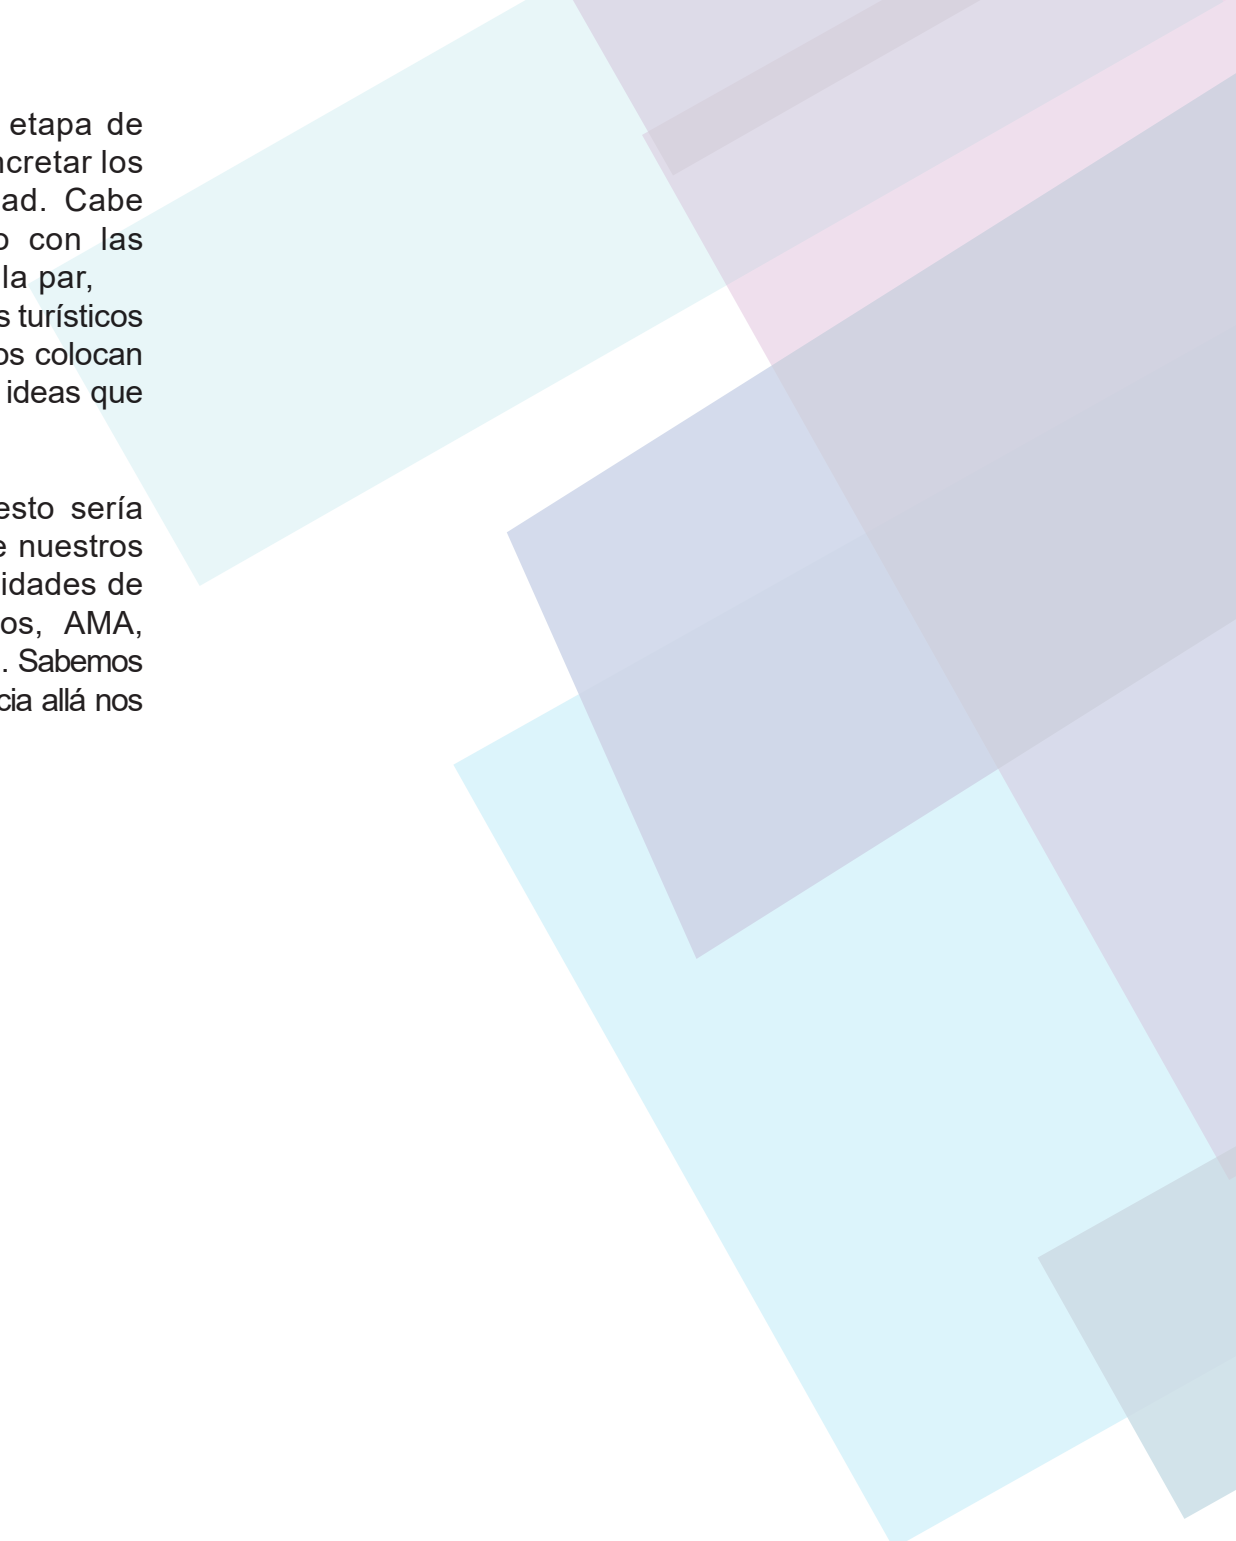 etapa de
ncretar los
ad. Cabe
o con las
la par,
s turísticos
os colocan
ideas que
esto sería
e nuestros
idades de
os, AMA,
. Sabemos
cia allá nos